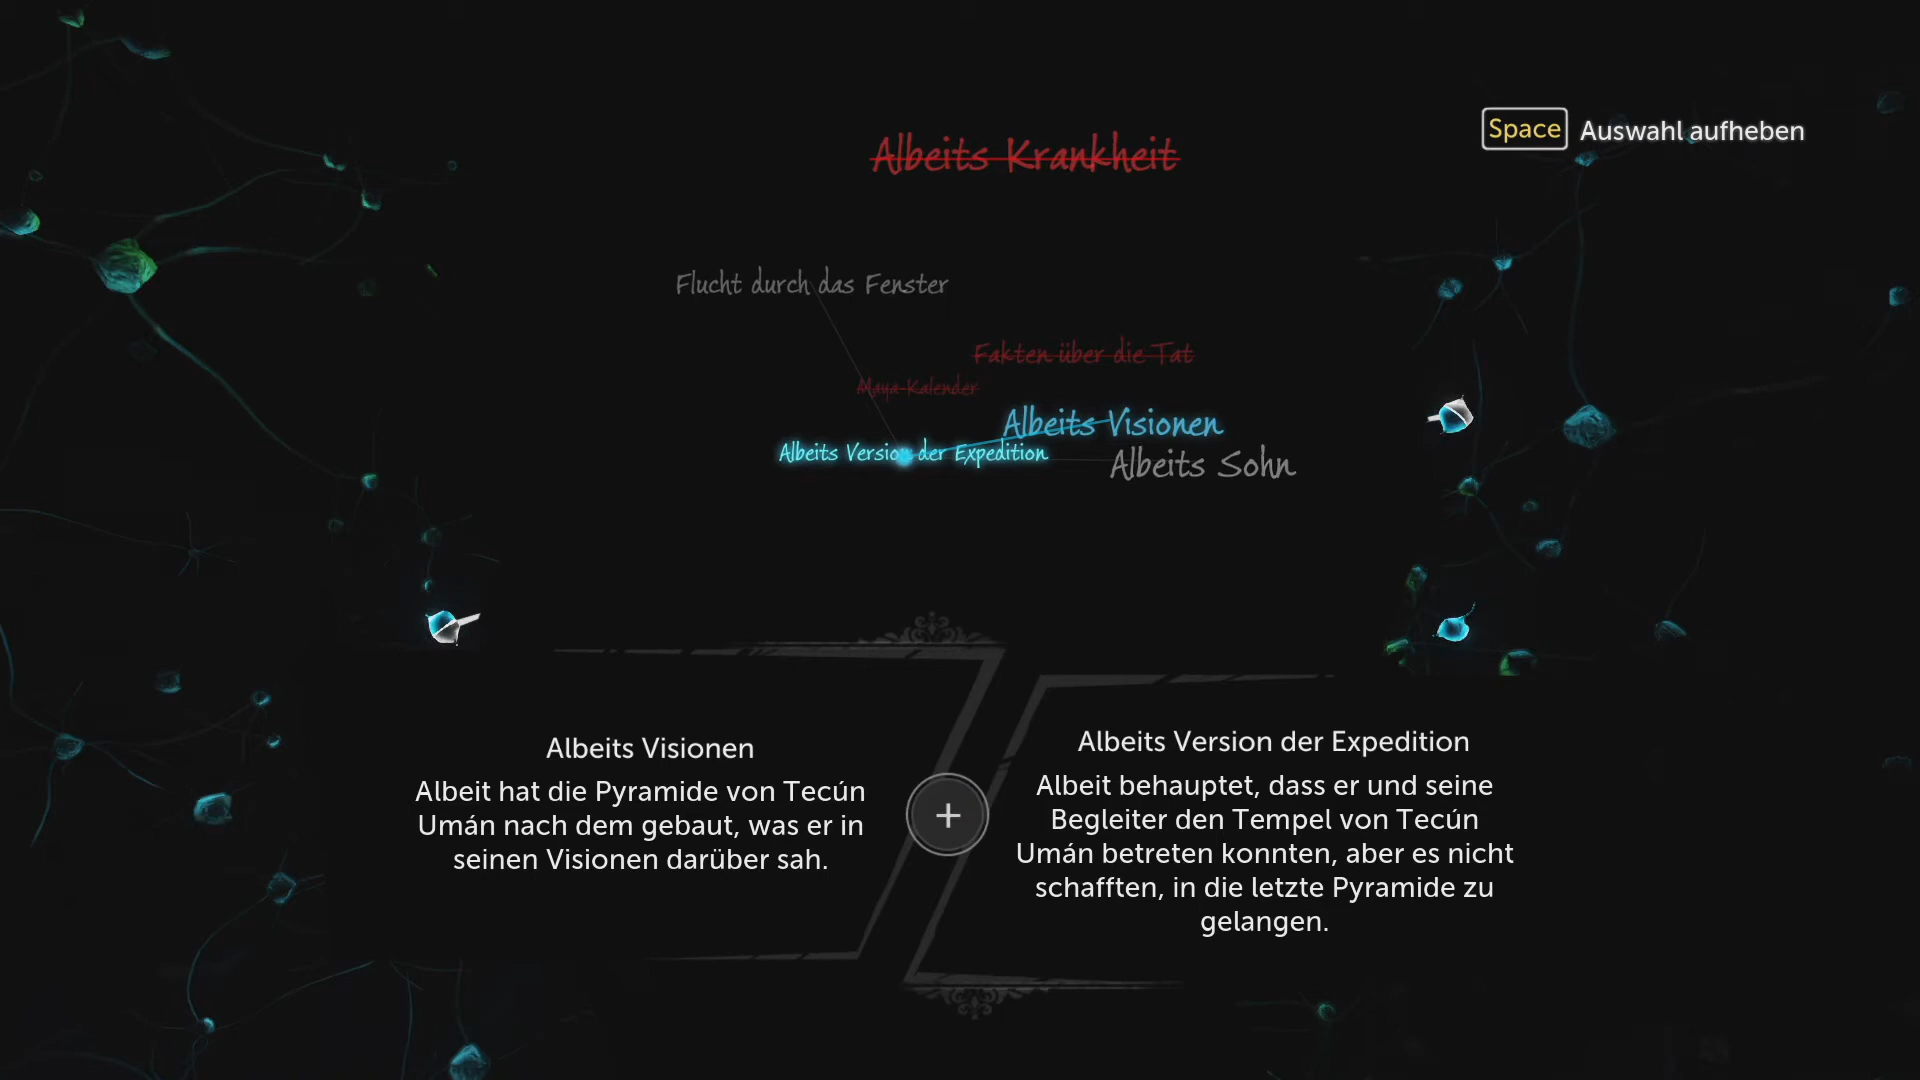 Albeits Krankheit
Space Auswahl aufheben
Flucht durch das Fenster
Fakten über die Tat
Maya-Kalender
Albeits Visionen
Albeits Version der Expedition
Albeits Sohn
Albeits Visionen
Albeit hat die Pyramide von Tecún
Umán nach dem gebaut, was er in
seinen Visionen darüber sah.
+
Albeits Version der Expedition
Albeit behauptet, dass er und seine
Begleiter den Tempel von Tecún
Umán betreten konnten, aber es nicht
schafften, in die letzte Pyramide zu
gelangen.